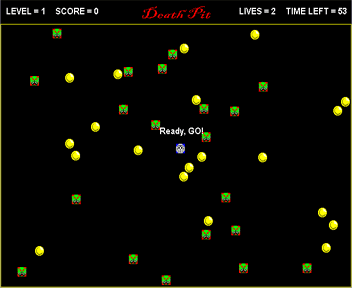 LEVEL = 1 SCORE = 0 Death Pit LIVES = 2 TIME LEFT = 53
Ready, GO!